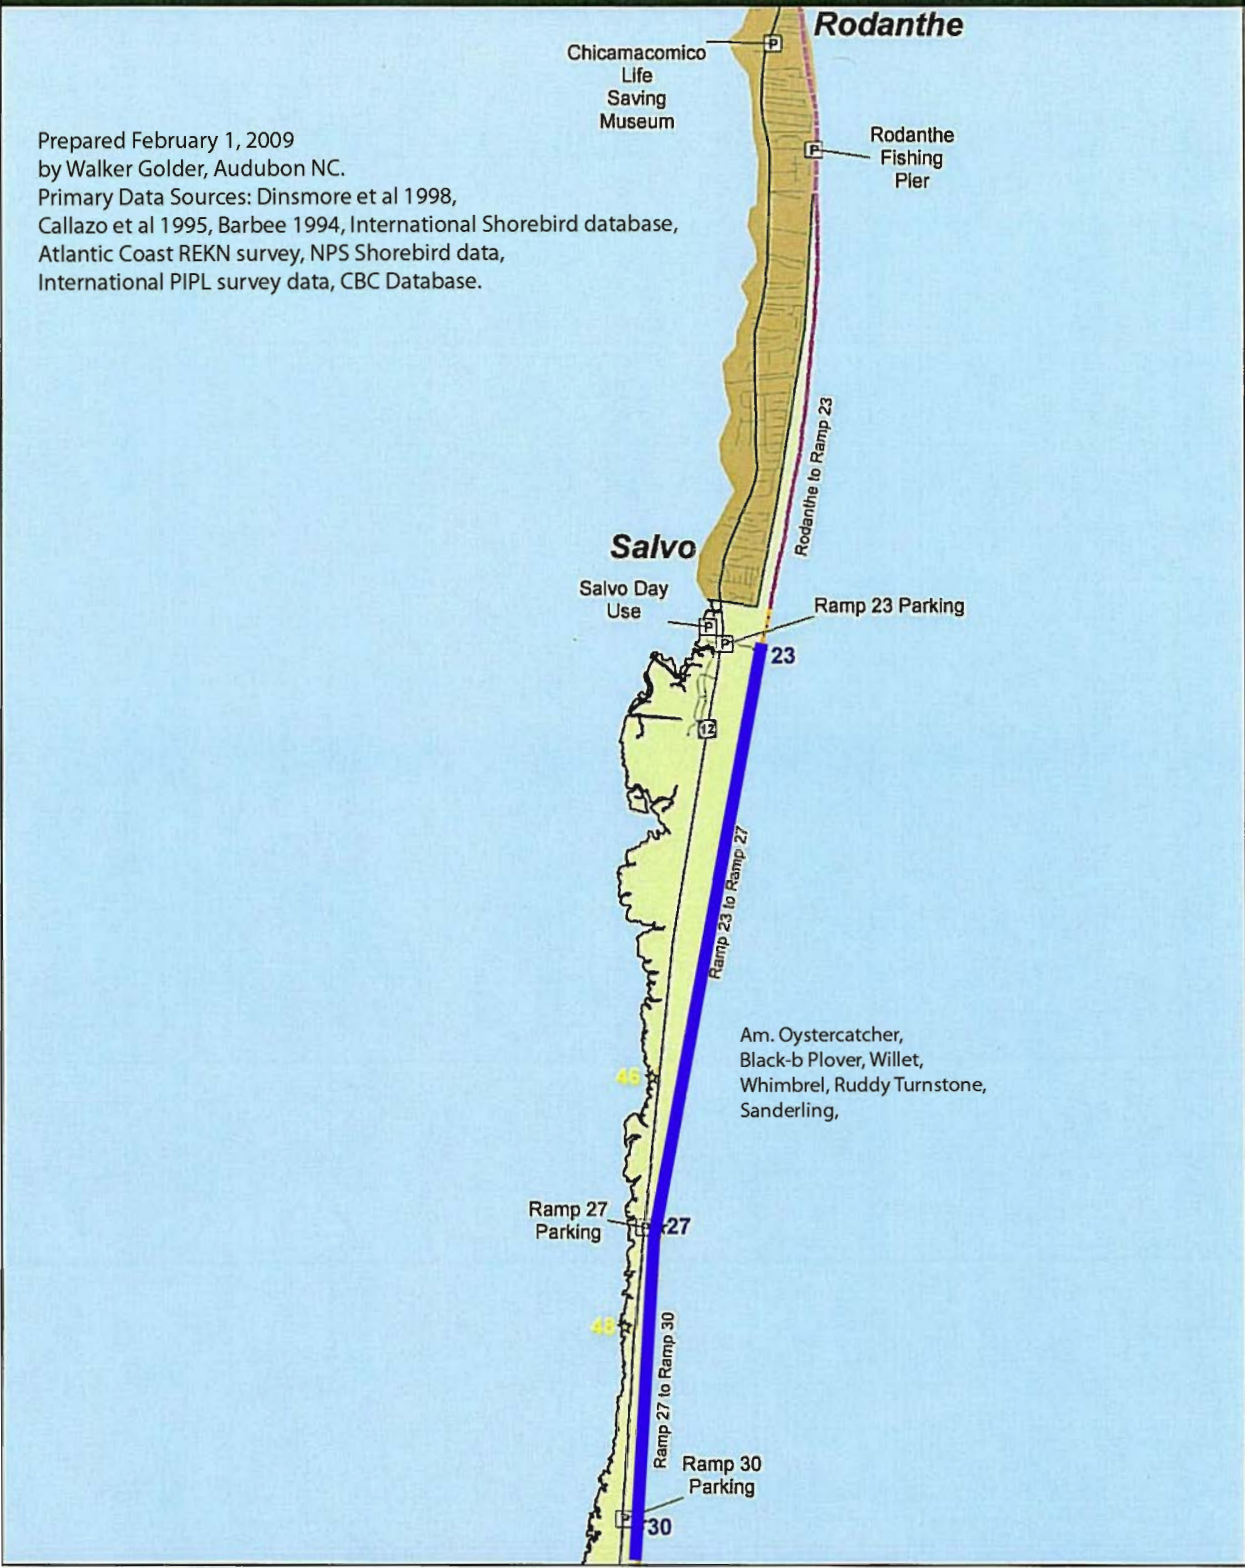 Rodanthe
Chicamacomico
Life
Saving
Museum
P
Prepared February 1, 2009
by Walker Golder, Audubon NC.
Primary Data Sources: Dinsmore et al 1998,
Callazo et al 1995, Barbee 1994, International Shorebird database,
Atlantic Coast REKN survey, NPS Shorebird data,
International PIPL survey data, CBC Database.
P
Rodanthe
Fishing
Pier
Rodanthe to Ramp 23
Salvo
Salvo Day
Use
P
Ramp 23 Parking
P
23
12
Ramp 23 to Ramp 27
Am. Oystercatcher,
Black-b Plover, Willet,
Whimbrel, Ruddy Turnstone,
Sanderling,
46
Ramp 27
Parking
P
27
48
Ramp 27 to Ramp 30
Ramp 30
Parking
P
30